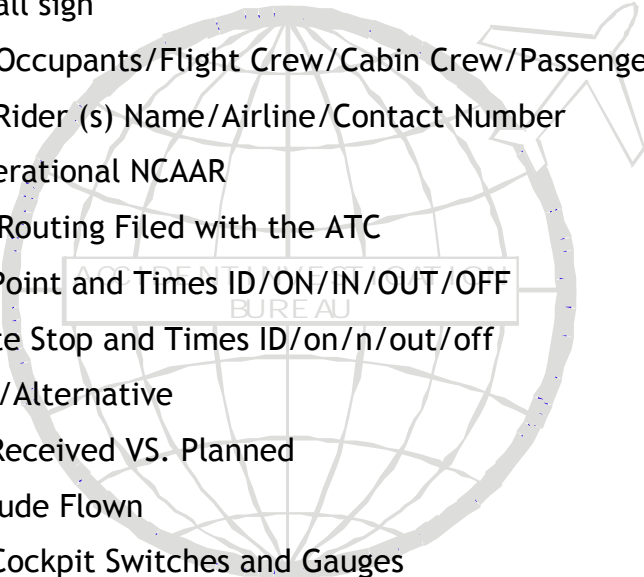 all sign
Occupants/Flight Crew/Cabin Crew/Passenge
Rider (s) Name/Airline/Contact Number
erational NCAAR
Routing Filed with the ATC
Point and Times ID/ON/IN/OUT/OFF
te Stop and Times ID/on/n/out/off
/Alternative
Received VS. Planned
ude Flown
Cockpit Switches and Gauges
ACCIDENT INVESTIGATION
BUREAU